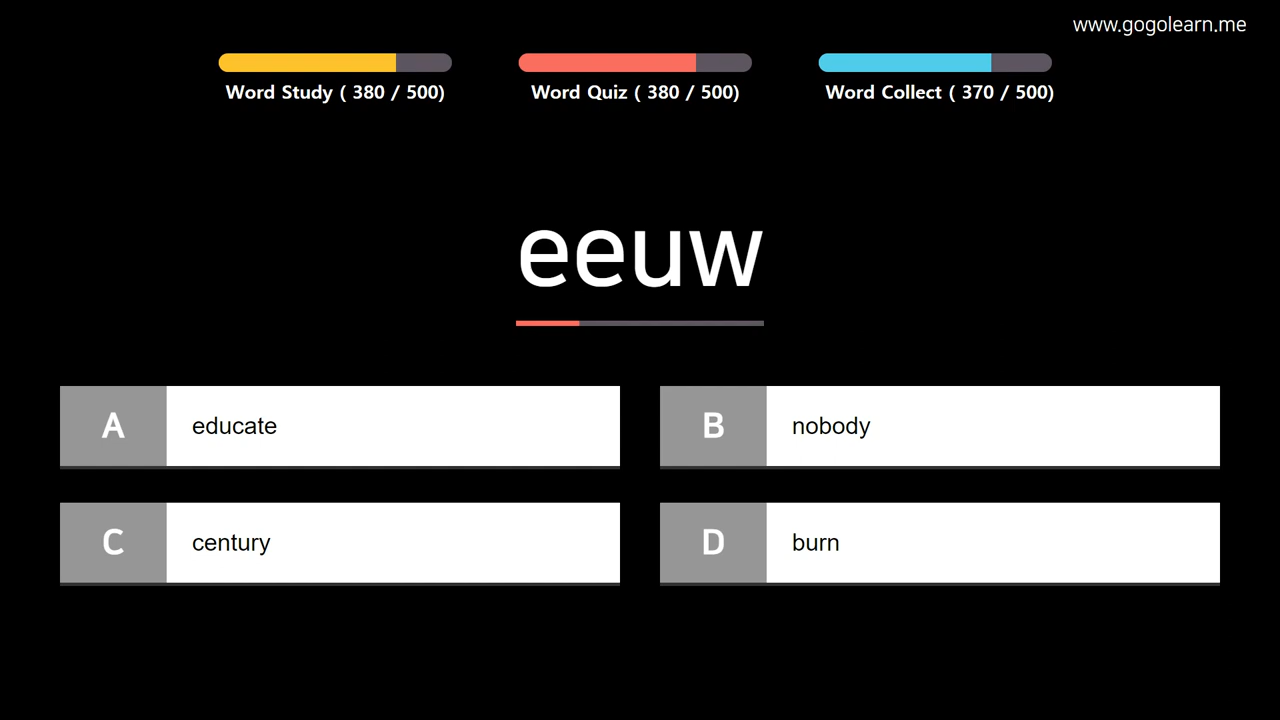 www.gogolearn.me
Word Study ( 380 / 500)
Word Quiz ( 380 / 500)
Word Collect ( 370 / 500)
eeuw
A educate
B nobody
C century
D burn